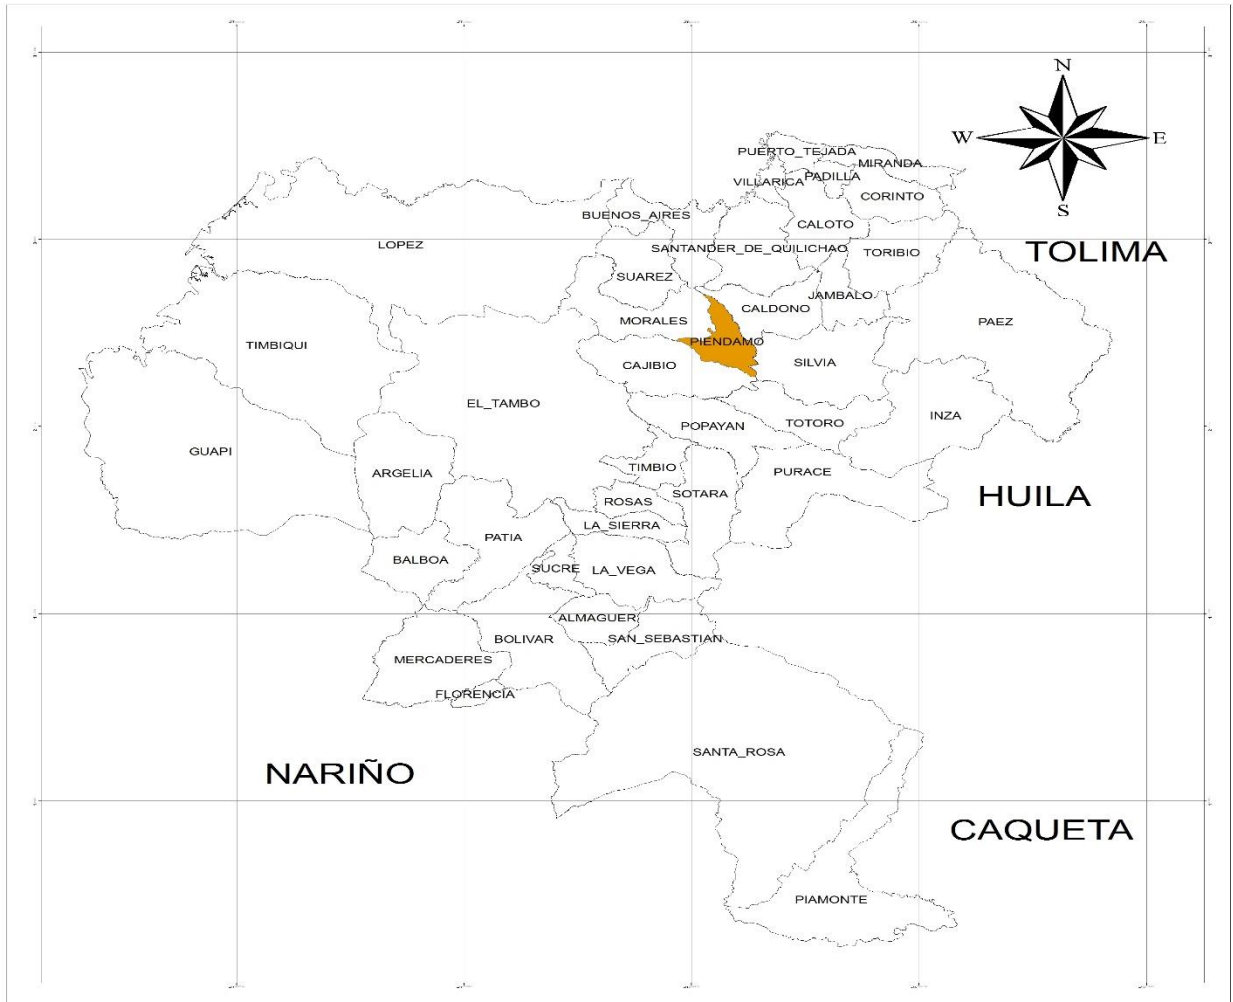 N
W
E
S
PUERTO_TEJADA
MIRANDA
VILLARICA
PADILLA
CORINTO
BUENOS_AIRES
CALOTO
LOPEZ
SANTANDER_DE_QUILICHAO
TORIBIO
TOLIMA
SUAREZ
JAMBALO
CALDONO
MORALES
PAEZ
TIMBIQUI
PIENDAMO
CAJIBIO
SILVIA
EL_TAMBO
INZA
POPAYAN
TOTORO
GUAPI
ARGELIA
TIMBIO
PURACE
ROSAS
SOTARA
HUILA
LA_SIERRA
PATIA
BALBOA
SUCRE
LA_VEGA
ALMAGUER
BOLIVAR
SAN_SEBASTIAN
MERCADERES
FLORENCIA
SANTA_ROSA
NARIÑO
CAQUETA
PIAMONTE